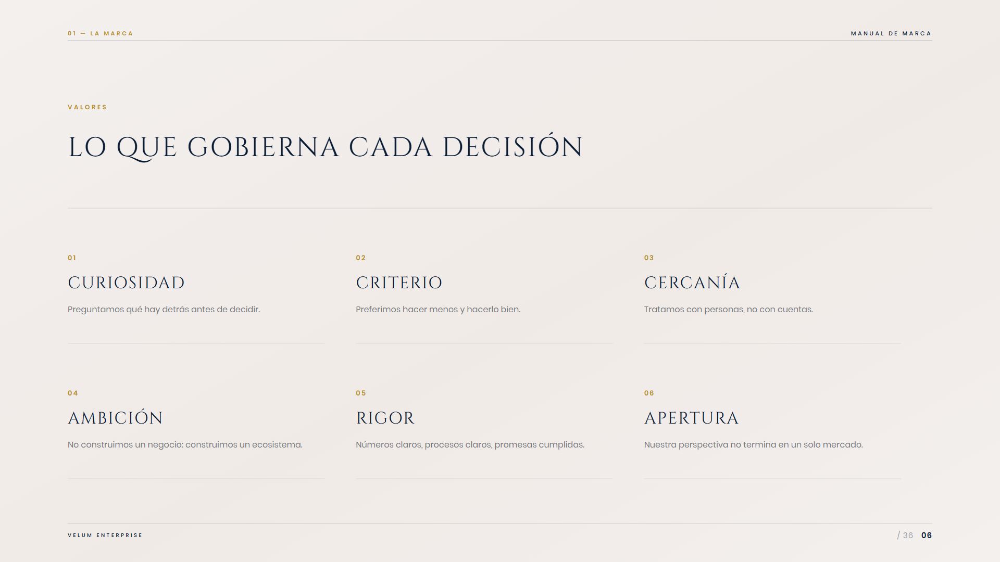 01 — LA MARCA
MANUAL DE MARCA
VALORES
LO QUE GOBIERNA CADA DECISIÓN
01
CURIOSIDAD
Preguntamos qué hay detrás antes de decidir.
02
CRITERIO
Preferimos hacer menos y hacerlo bien.
03
CERCANÍA
Tratamos con personas, no con cuentas.
04
AMBICIÓN
No construimos un negocio: construimos un ecosistema.
05
RIGOR
Números claros, procesos claros, promesas cumplidas.
06
APERTURA
Nuestra perspectiva no termina en un solo mercado.
VELUM ENTERPRISE
/ 36 06